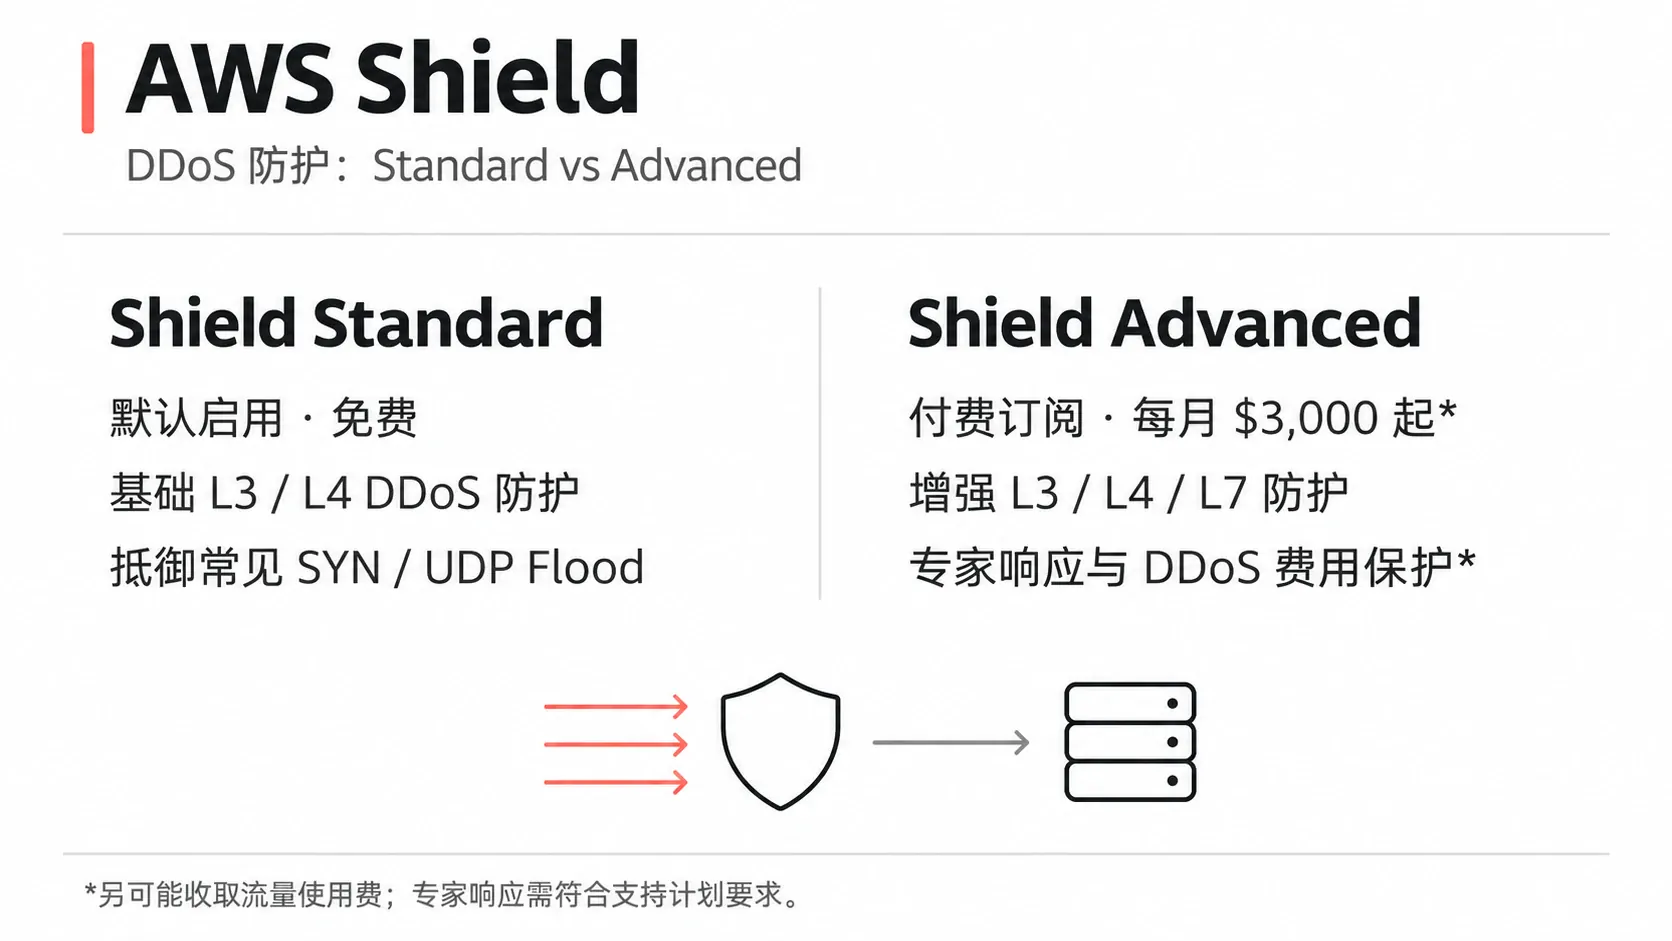 AWS Shield
DDoS 防护：Standard vs Advanced
Shield Standard
默认启用 · 免费
基础 L3 / L4 DDoS 防护
抵御常见 SYN / UDP Flood
Shield Advanced
付费订阅 · 每月 $3,000 起*
增强 L3 / L4 / L7 防护
专家响应与 DDoS 费用保护*
*另可能收取流量使用费；专家响应需符合支持计划要求。